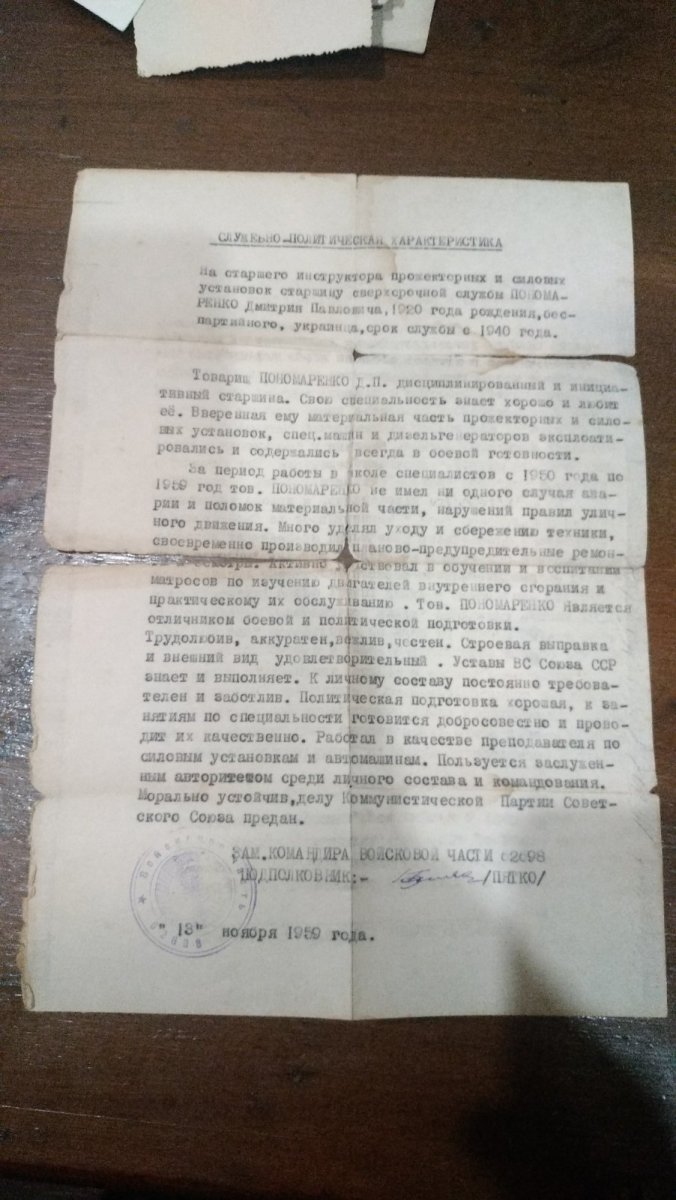 СЛУЖЕБНО-ПОЛИТИЧЕСКАЯ ХАРАКТЕРИСТИКА
На старшего инструктора прожекторных и силовых
установок старшину сверхсрочной службы ПОНОМА-
РЕНКО Дмитрия Павловича,1920 года рождения,бес-
партийного, украинца,срок службы с 1940 года.
Товарищ ПОНОМАРЕНКО Д.П. дисциплинированный и инициа-
тивный старшина. Свою специальность знает хорошо и любит
её. Вверенная ему материальная часть прожекторных и сило-
вых установок, спец.машин и дизельгенераторов эксплоати-
ровались и содержались всегда в боевой готовности.
За период работы в школе специалистов с 1950 года по
1959 год тов. ПОНОМАРЕНКО не имел ни одного случая ава-
рии и поломок материальной части, нарушений правил улич-
ного движения. Много уделял уходу и сбережению техники,
своевременно производил планово-предупредительные ремон-
Активно участвовал в обучении и воспитании
матросов по изучению двигателей внутреннего сгорания и
практическому их обслуживанию . Тов. ПОНОМАРЕНКО Является
отличником боевой и политической подготовки.
Трудолюбив, аккуратен,вежлив,честен. Строевая выправка
и внешний вид удовлетворительный . Уставы ВС Союза ССР
знает и выполняет. К личному составу постоянно требова-
телен и заботлив. Политическая подготовка хорошая, к за-
нятиям по специальности готовится добросовестно и прово-
дит их качественно. Работал в качестве преподавателя по
силовым установкам и автомашинам. Пользуется заслужен-
ным авторитетом среди личного состава и командования.
Морально устойчив,делу Коммунистической Партии Совет-
ского Союза предан.
ЗАМ.КОМАНДИРА ВОЙСКОВОЙ ЧАСТИ 62698
ПОДПОЛКОВНИК:- /ПЯТКО/
Войсковая часть
"13" ноября 1959 года.